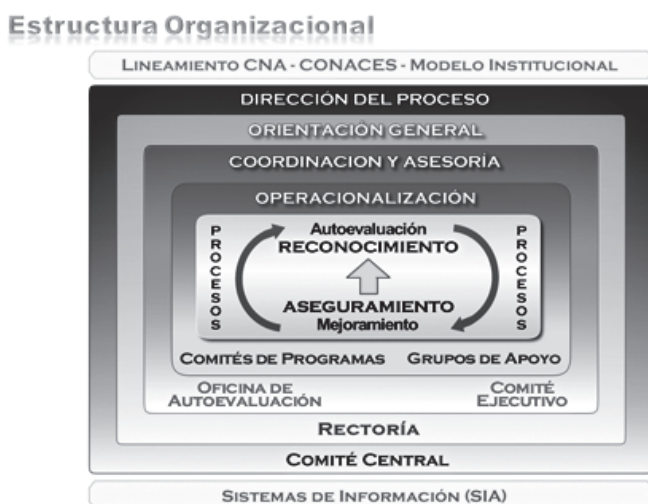 Estructura Organizacional
LINEAMIENTO CNA - CONACES - MODELO INSTITUCIONAL
DIRECCIÓN DEL PROCESO
ORIENTACIÓN GENERAL
COORDINACION Y ASESORÍA
OPERACIONALIZACIÓN
PROCESOS
Autoevaluación
RECONOCIMIENTO
ASEGURAMIENTO
Mejoramiento
PROCESOS
COMITÉS DE PROGRAMAS GRUPOS DE APOYO
OFICINA DE
AUTOEVALUACIÓN
COMITÉ
EJECUTIVO
RECTORÍA
COMITÉ CENTRAL
SISTEMAS DE INFORMACIÓN (SIA)